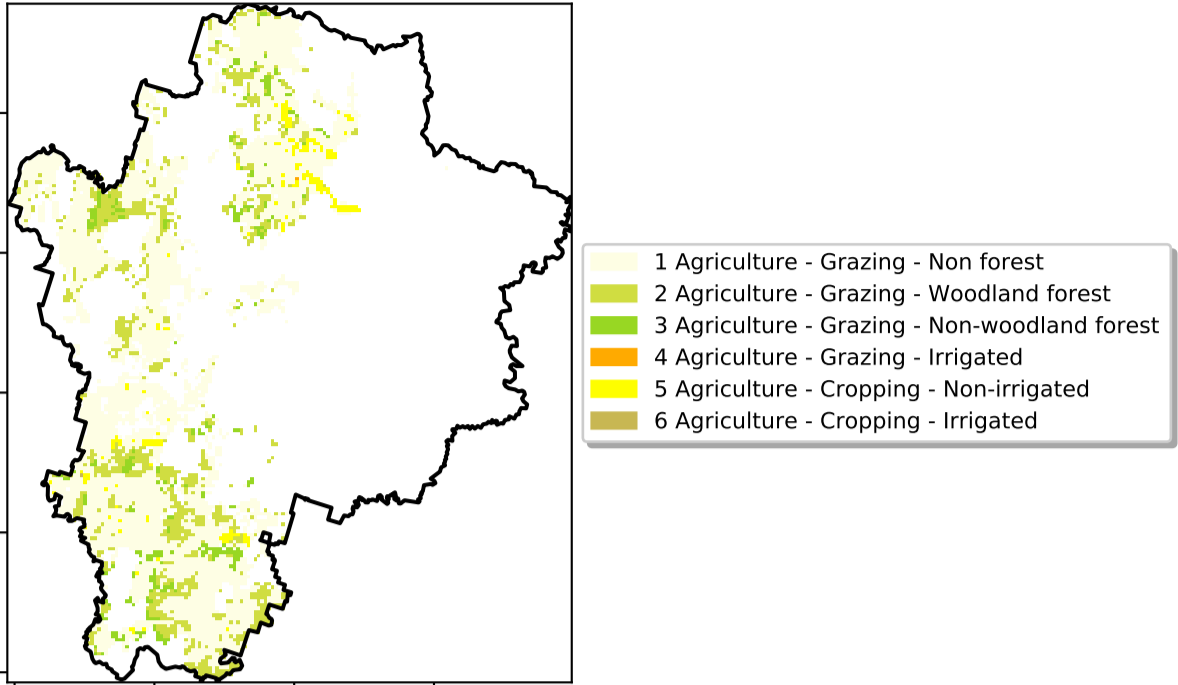 1 Agriculture - Grazing - Non forest
2 Agriculture - Grazing - Woodland forest
3 Agriculture - Grazing - Non-woodland forest
4 Agriculture - Grazing - Irrigated
5 Agriculture - Cropping - Non-irrigated
6 Agriculture - Cropping - Irrigated